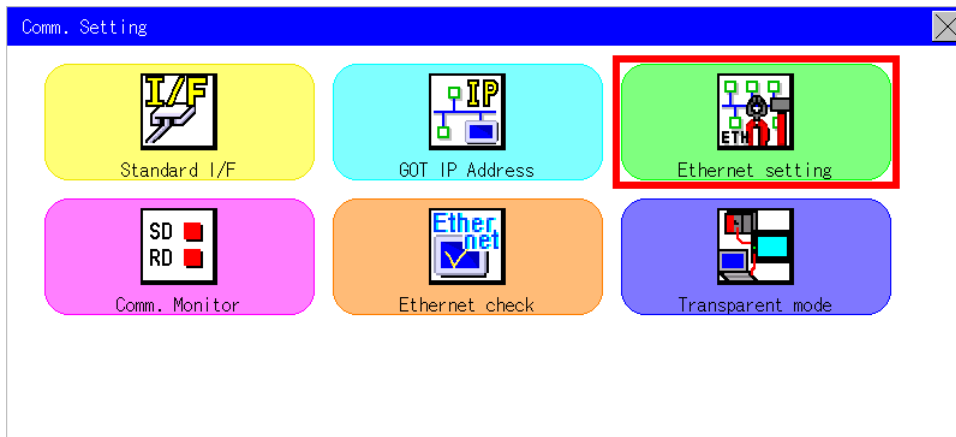 Comm. Setting
I/F
Standard I/F
IP
GOT IP Address
ETH
Ethernet setting
SD
RD
Comm. Monitor
Ether
net
Ethernet check
Transparent mode